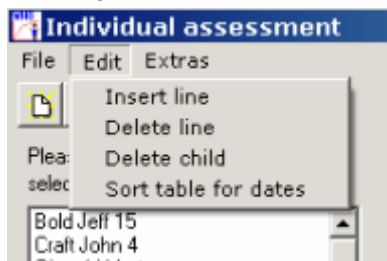 Individual assessment
File Edit Extras
Insert line
Delete line
Delete child
Sort table for dates
Bold Jeff 15
Craft John 4